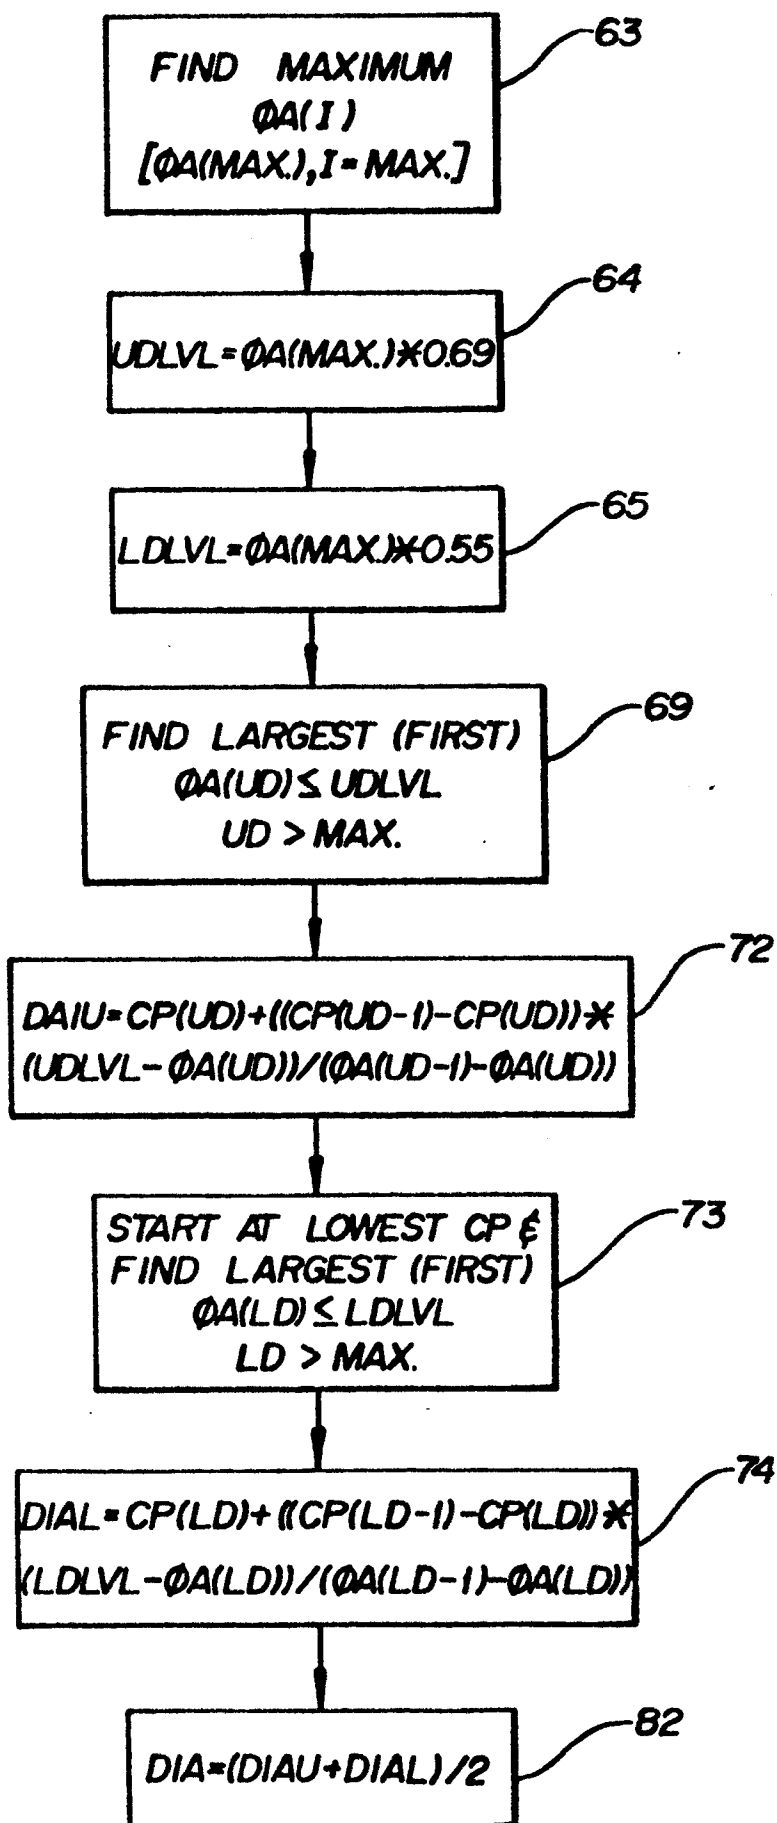 63
FIND MAXIMUM
ØA(I)
[ØA(MAX.),I=MAX.]
64
UDLVL=ØA(MAX.)*0.69
65
LDLVL=ØA(MAX.)*0.55
69
FIND LARGEST (FIRST)
ØA(UD)≤UDLVL
UD > MAX.
72
DAIU=CP(UD)+((CP(UD-1)-CP(UD))*
(UDLVL-ØA(UD))/(ØA(UD-1)-ØA(UD))
73
START AT LOWEST CP &
FIND LARGEST (FIRST)
ØA(LD)≤LDLVL
LD > MAX.
74
DIAL=CP(LD)+((CP(LD-1)-CP(LD))*
(LDLVL-ØA(LD))/(ØA(LD-1)-ØA(LD))
82
DIA=(DIAU+DIAL)/2